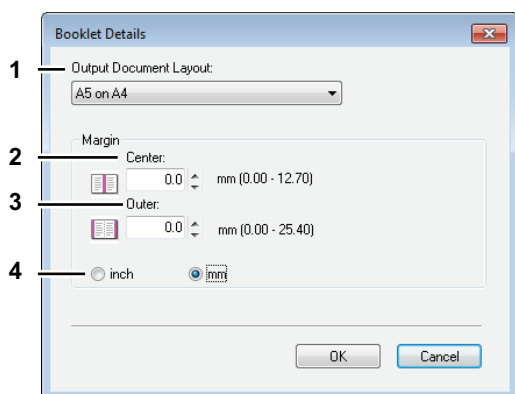 Booklet Details
1 Output Document Layout:
A5 on A4
Margin
2 Center:
0.0 mm (0.00 - 12.70)
3 Outer:
0.0 mm (0.00 - 25.40)
4 inch mm
OK Cancel